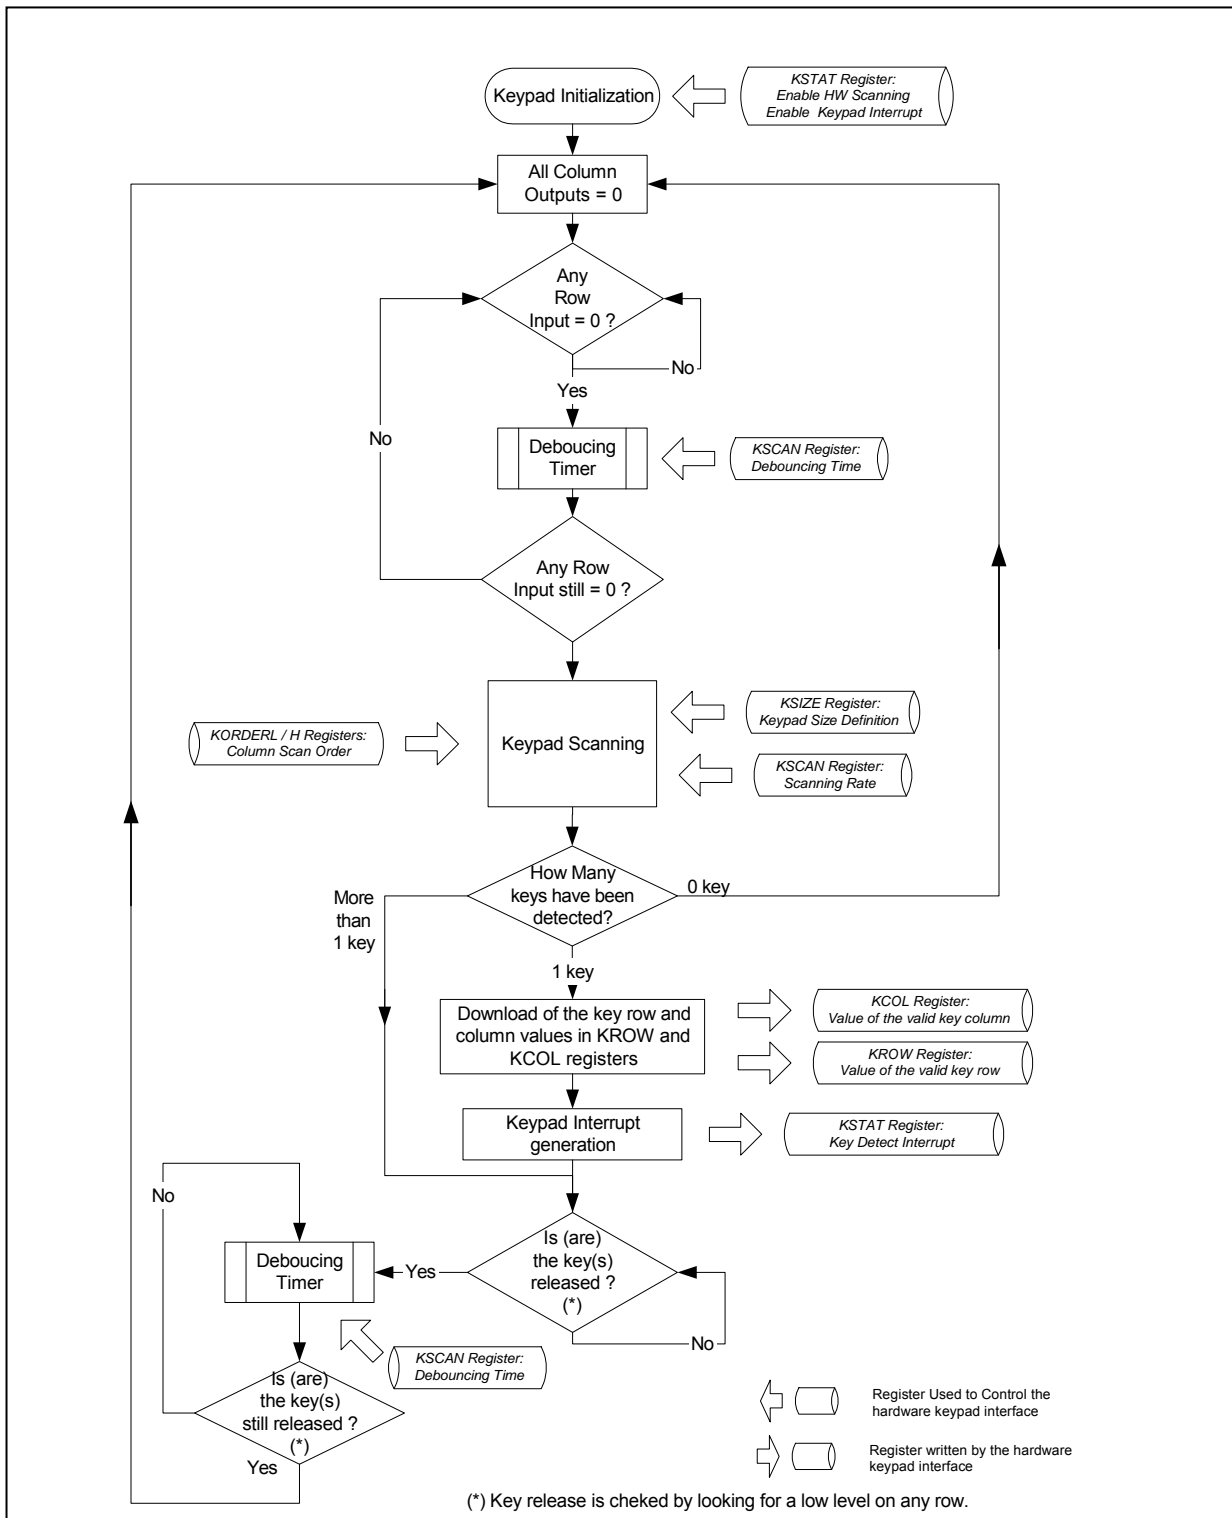 Keypad Initialization
KSTAT Register:
Enable HW Scanning
Enable Keypad Interrupt
All Column
Outputs = 0
Any
Row
Input = 0 ?
No
Yes
No
Deboucing
Timer
KSCAN Register:
Debouncing Time
Any Row
Input still = 0 ?
KORDERL / H Registers:
Column Scan Order
Keypad Scanning
KSIZE Register:
Keypad Size Definition
KSCAN Register:
Scanning Rate
How Many
keys have been
detected?
0 key
More
than
1 key
1 key
Download of the key row and
column values in KROW and
KCOL registers
KCOL Register:
Value of the valid key column
KROW Register:
Value of the valid key row
Keypad Interrupt
generation
KSTAT Register:
Key Detect Interrupt
No
Is (are)
the key(s)
released ?
(*)
Yes
No
Deboucing
Timer
KSCAN Register:
Debouncing Time
Is (are)
the key(s)
still released ?
(*)
Yes
Register Used to Control the
hardware keypad interface
Register written by the hardware
keypad interface
(*) Key release is cheked by looking for a low level on any row.